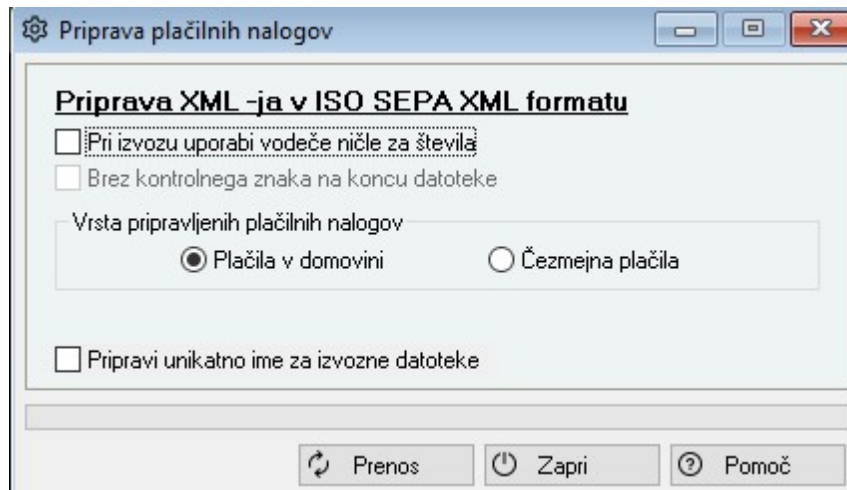 Priprava plačilnih nalogov
Priprava XML -ja v ISO SEPA XML formatu
Pri izvozu uporabi vodeče ničle za števila
Brez kontrolnega znaka na koncu datoteke
Vrsta pripravljenih plačilnih nalogov
Plačila v domovini Čezmejna plačila
Pripravi unikatno ime za izvozne datoteke
Prenos Zapri Pomoč